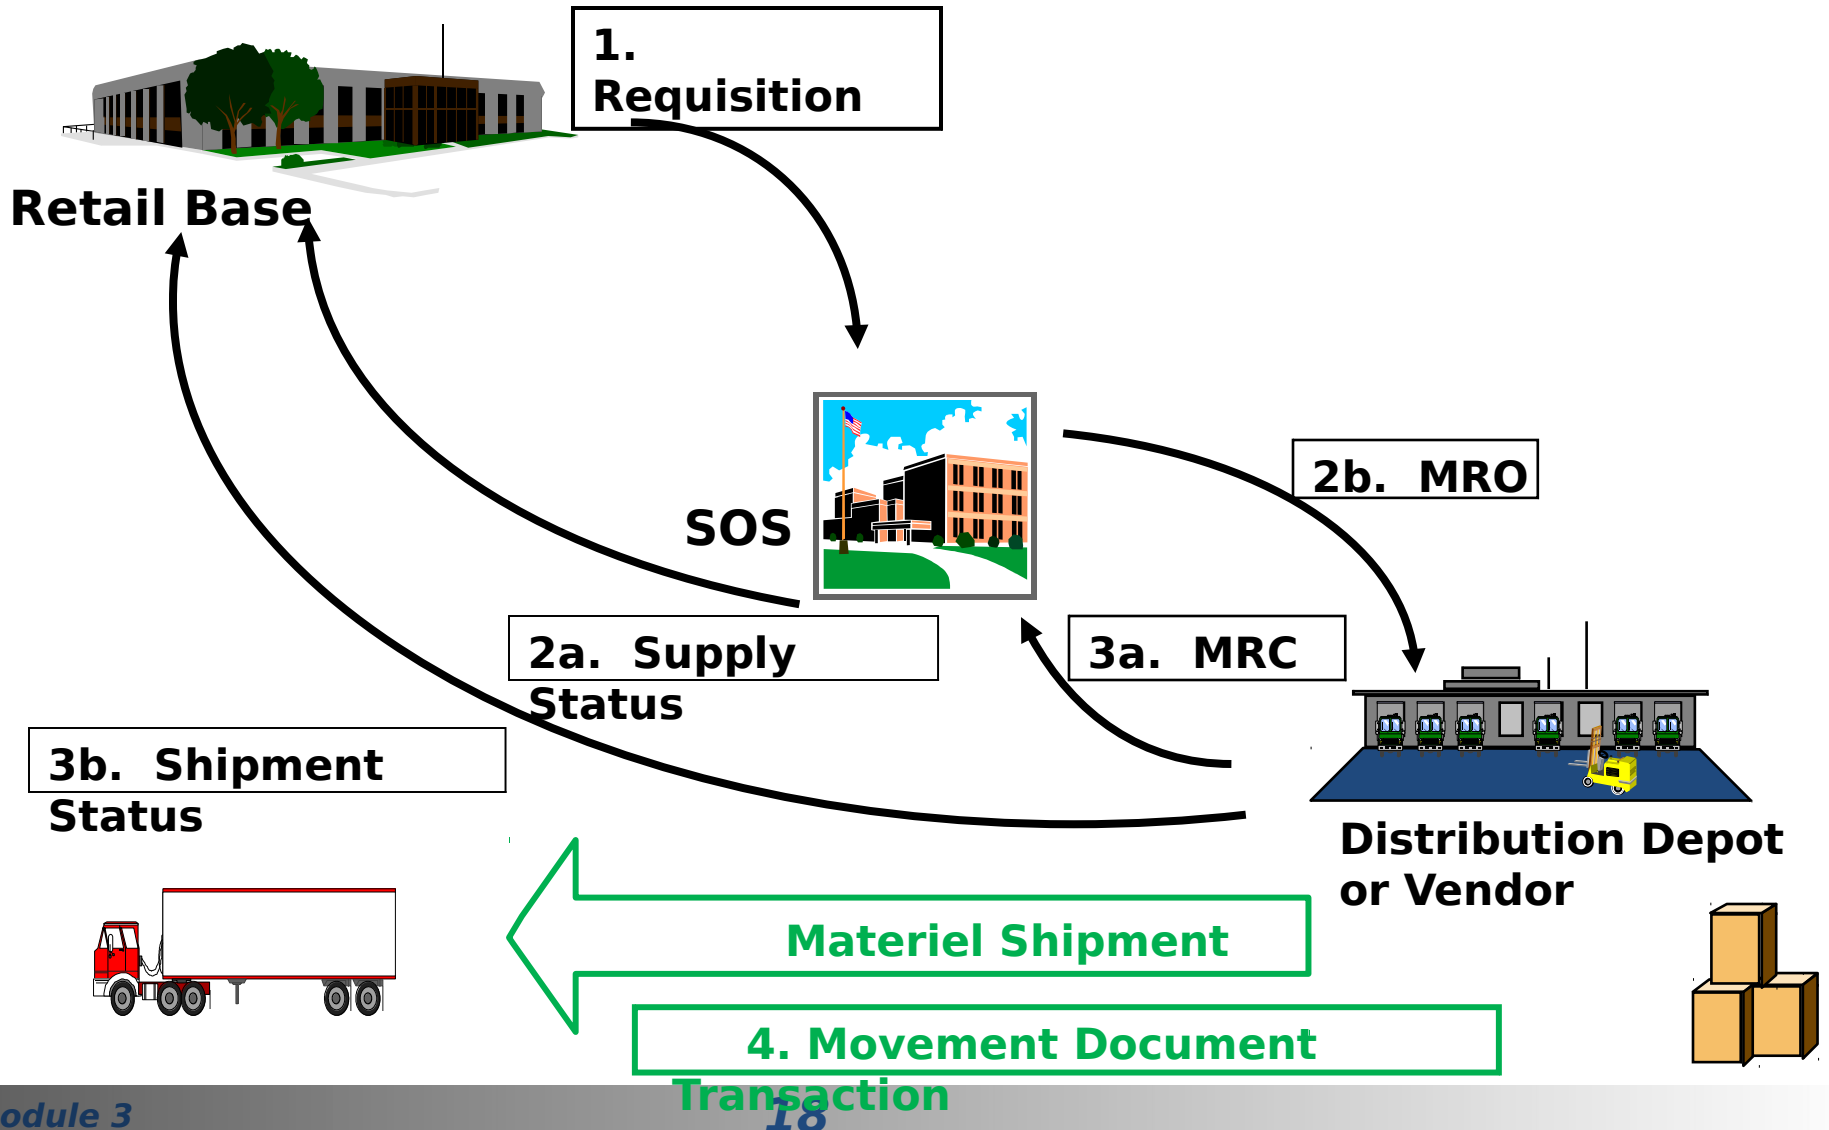 1.
Requisition
Retail Base
2b.  MRO
SOS
2a.  Supply
Status
3a.  MRC
3b.  Shipment
Status
Distribution Depot
or Vendor
Materiel Shipment
4. Movement Document
Transaction
odule 3
18